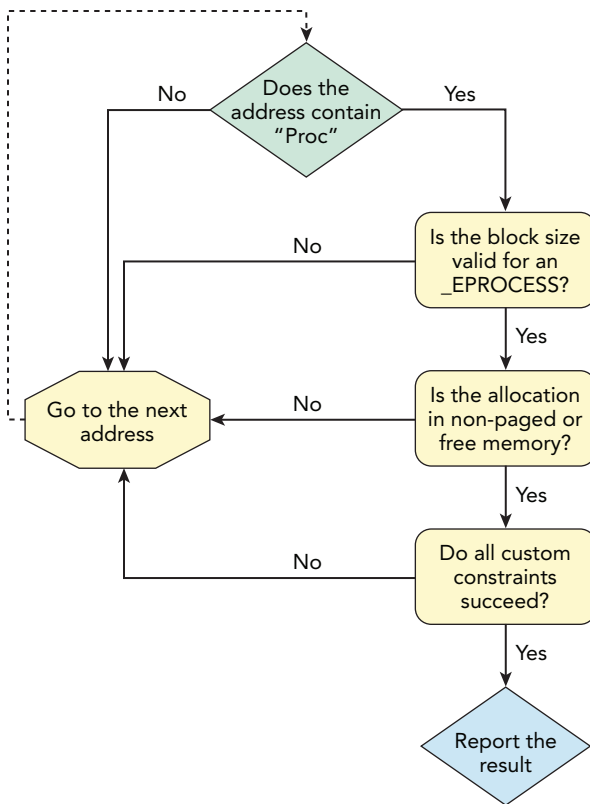 Does the
address contain
“Proc”
No
Yes
Is the block size
valid for an
_EPROCESS?
No
Yes
Is the allocation
in non-paged or
free memory?
No
Go to the next
address
Yes
Do all custom
constraints
succeed?
No
Yes
Report the
result